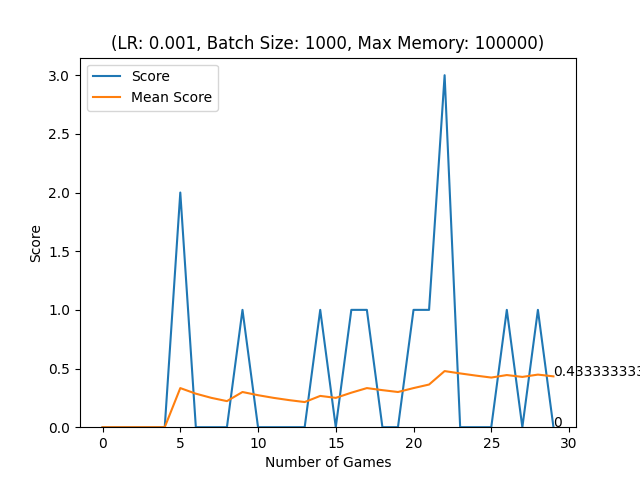 (LR: 0.001, Batch Size: 1000, Max Memory: 100000)
Score
Mean Score
3.0
2.5
2.0
1.5
1.0
0.5
0.0
Score
0.433333333
0
0 5 10 15 20 25 30
Number of Games